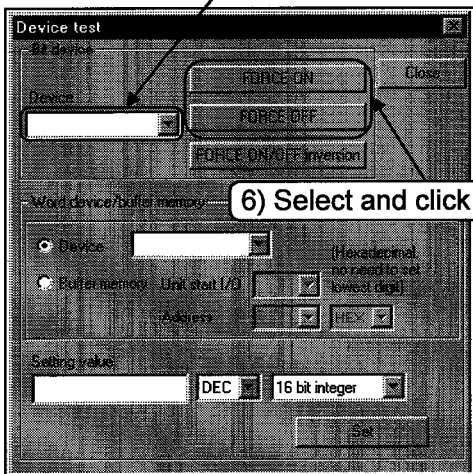 Device test
Bit device
FORCE ON
Close
Device
FORCE OFF
FORCE ON/OFF inversion
6) Select and click
Word device/buffer memory
Device
(Hexadecimal,
no need to set
lowest digit)
Buffer memory Unit start I/O
Address HEX
Setting value
DEC 16 bit integer
Set